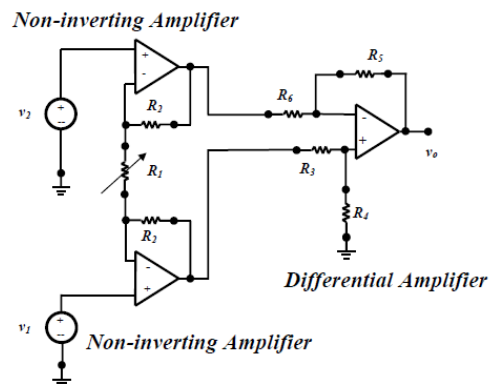 Non-inverting Amplifier
+
-
R2
R5
R6
v2
+
--
-
+
vo
R1
R3
R4
R2
-
+
Differential Amplifier
v1
+
--
Non-inverting Amplifier